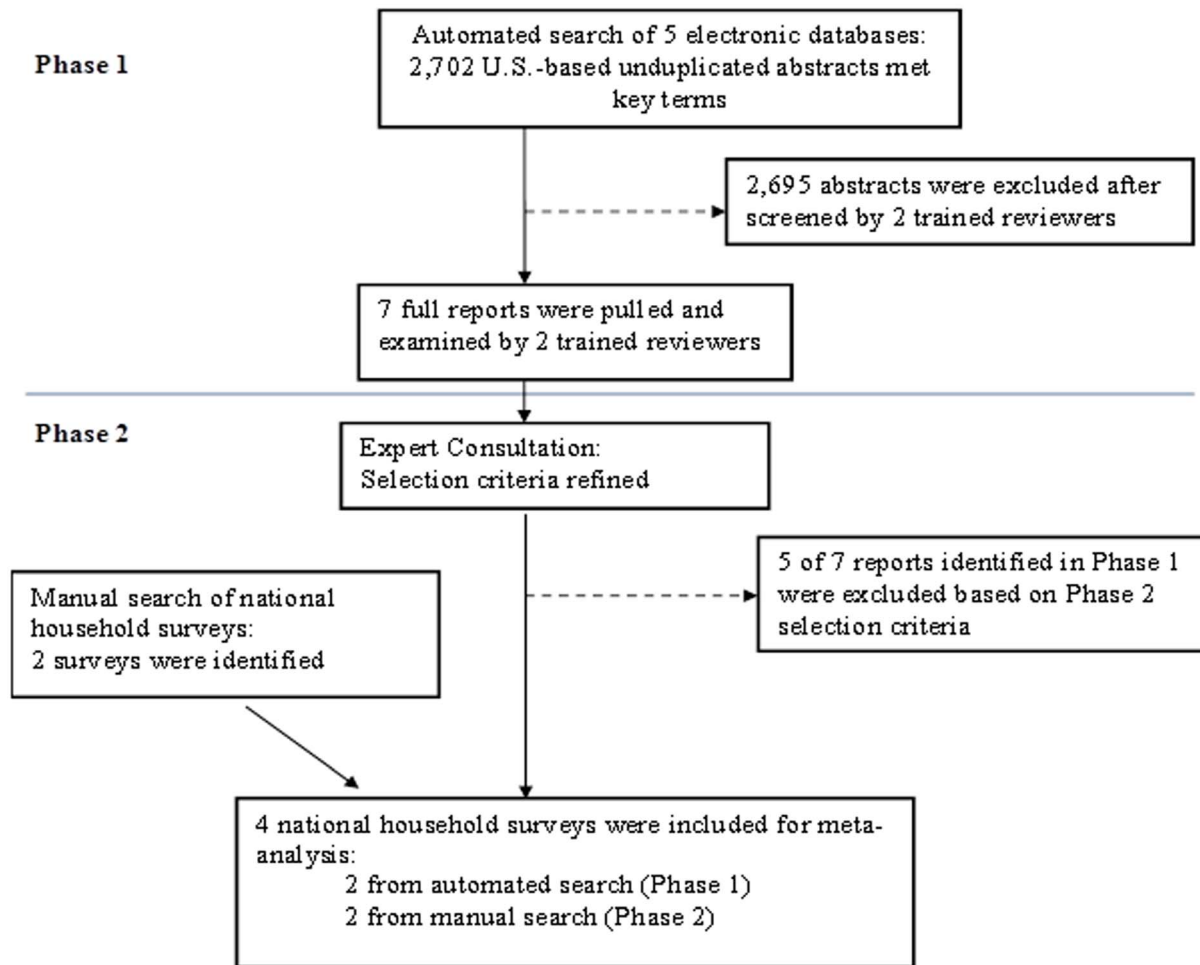 Phase 1
Automated search of 5 electronic databases:
2,702 U.S.-based unduplicated abstracts met
key terms
2,695 abstracts were excluded after
screened by 2 trained reviewers
7 full reports were pulled and
examined by 2 trained reviewers
Phase 2
Expert Consultation:
Selection criteria refined
5 of 7 reports identified in Phase 1
were excluded based on Phase 2
selection criteria
Manual search of national
household surveys:
2 surveys were identified
4 national household surveys were included for meta-
analysis:
2 from automated search (Phase 1)
2 from manual search (Phase 2)